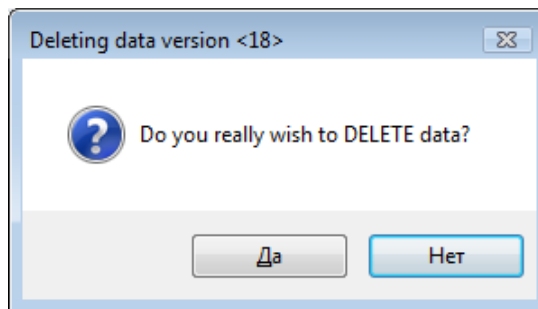 Deleting data version <18>
Do you really wish to DELETE data?
Да
Нет